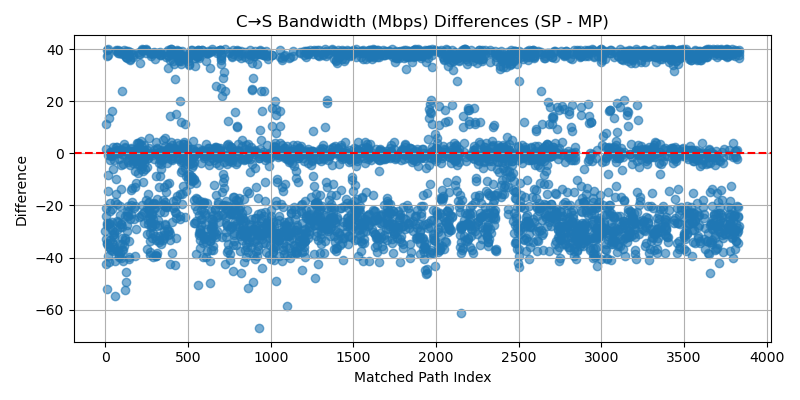 C→S Bandwidth (Mbps) Differences (SP - MP)
40
20
0
−20
−40
−60
Difference
0 500 1000 1500 2000 2500 3000 3500 4000
Matched Path Index